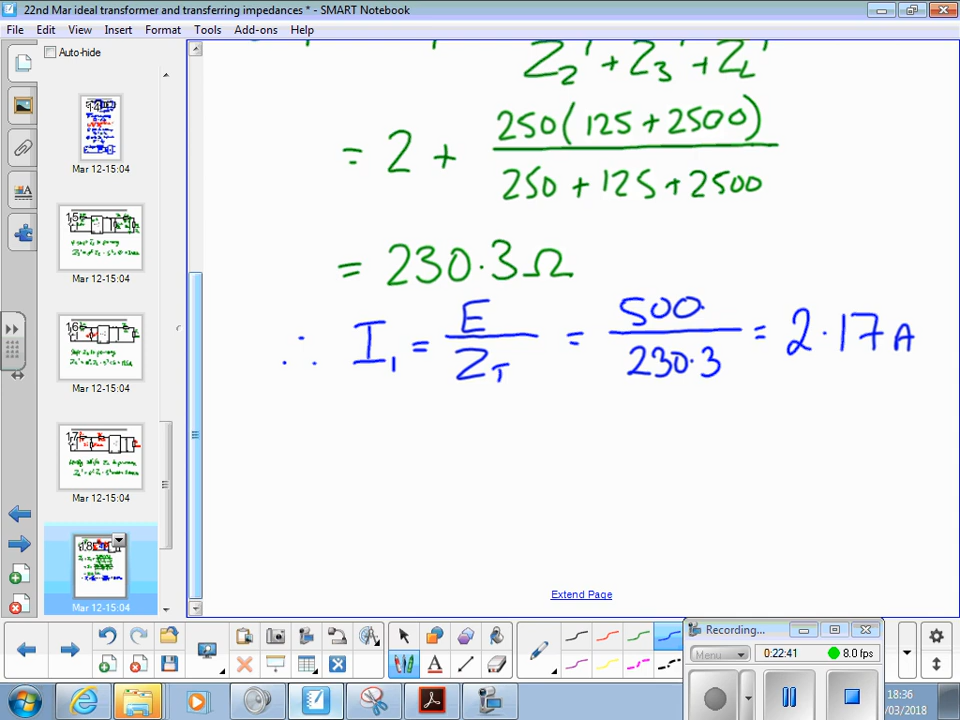 22nd Mar ideal transformer and transferring impedances * - SMART Notebook
File Edit View Insert Format Tools Add-ons Help
Auto-hide
Mar 12-15:04
Mar 12-15:04
Mar 12-15:04
Mar 12-15:04
Mar 12-15:04
Z2' + Z3' + ZL'
= 2 + 250(125+2500)
250 + 125 + 2500
= 230.3 Ω
∴ I1 = E / ZT = 500 / 230.3 = 2.17 A
Extend Page
Recording...
Menu
0:22:41
8.0 fps
18:36
/03/2018